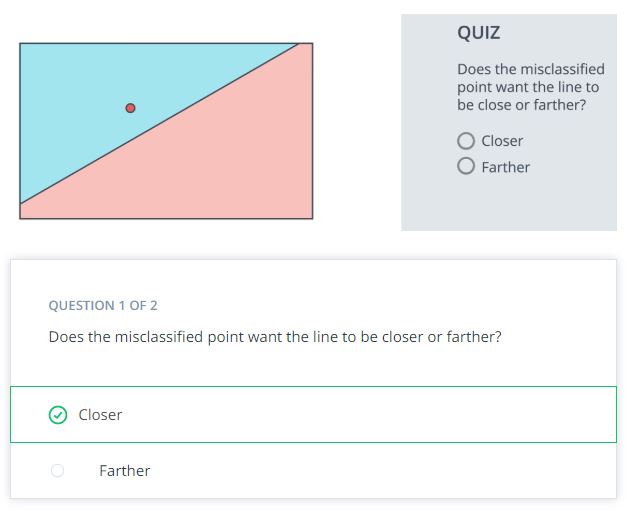 QUIZ
Does the misclassified
point want the line to
be close or farther?
Closer
Farther
QUESTION 1 OF 2
Does the misclassified point want the line to be closer or farther?
Closer
Farther